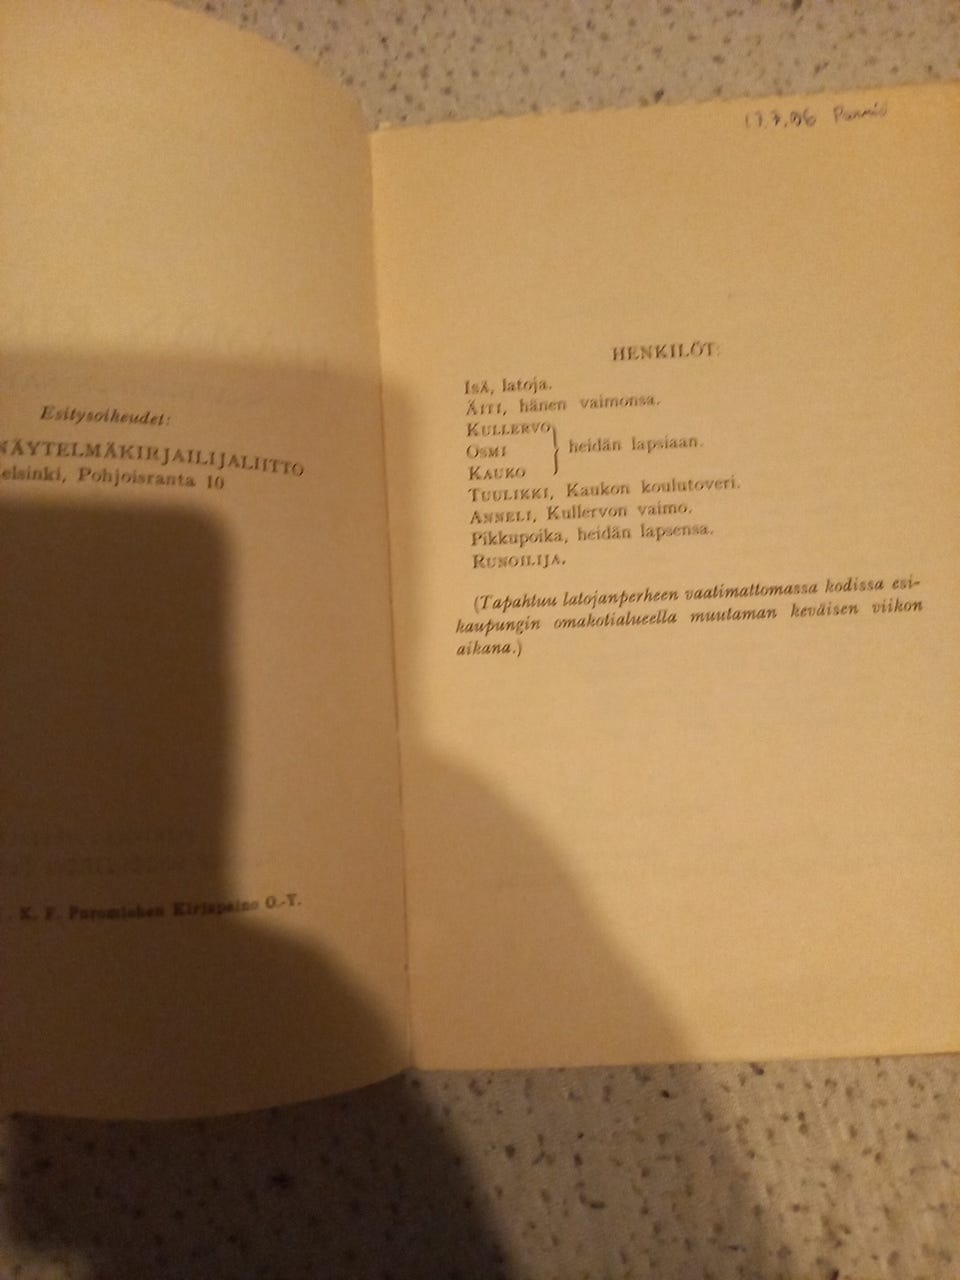 Esitysoikeudet:
NÄYTELMÄKIRJAILIJALIITTO
elsinki, Pohjoisranta 10
K. F. Puromiehen Kirjapaino O.-Y.
17.7.06
HENKILÖT:
ISÄ, latoja.
ÄITI, hänen vaimonsa.
KULLERVO
OSMI
KAUKO
heidän lapsiaan.
TUULIKKI, Kaukon koulutoveri.
ANNELI, Kullervon vaimo.
Pikkupoika, heidän lapsensa.
RUNOILIJA.
(Tapahtuu latojanperheen vaatimattomassa kodissa esi-
kaupungin omakotialueella muutaman keväisen viikon
aikana.)